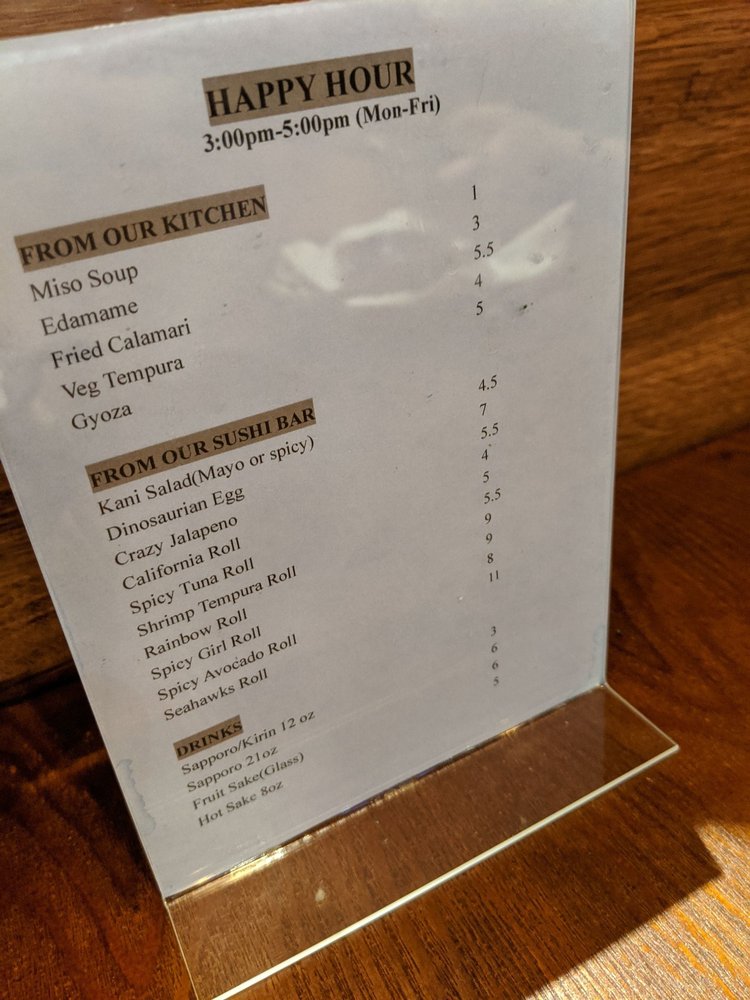 HAPPY HOUR
3:00pm-5:00pm (Mon-Fri)
FROM OUR KITCHEN
Miso Soup 1
Edamame 3
Fried Calamari 5.5
Veg Tempura 4
Gyoza 5
FROM OUR SUSHI BAR
Kani Salad(Mayo or spicy) 4.5
Dinosaurian Egg 7
Crazy Jalapeno 5.5
California Roll 4
Spicy Tuna Roll 5
Shrimp Tempura Roll 5.5
Rainbow Roll 9
Spicy Girl Roll 9
Spicy Avocado Roll 8
Seahawks Roll 11
DRINKS
Sapporo/Kirin 12 oz 3
Sapporo 21oz 6
Fruit Sake(Glass) 6
Hot Sake 8oz 5